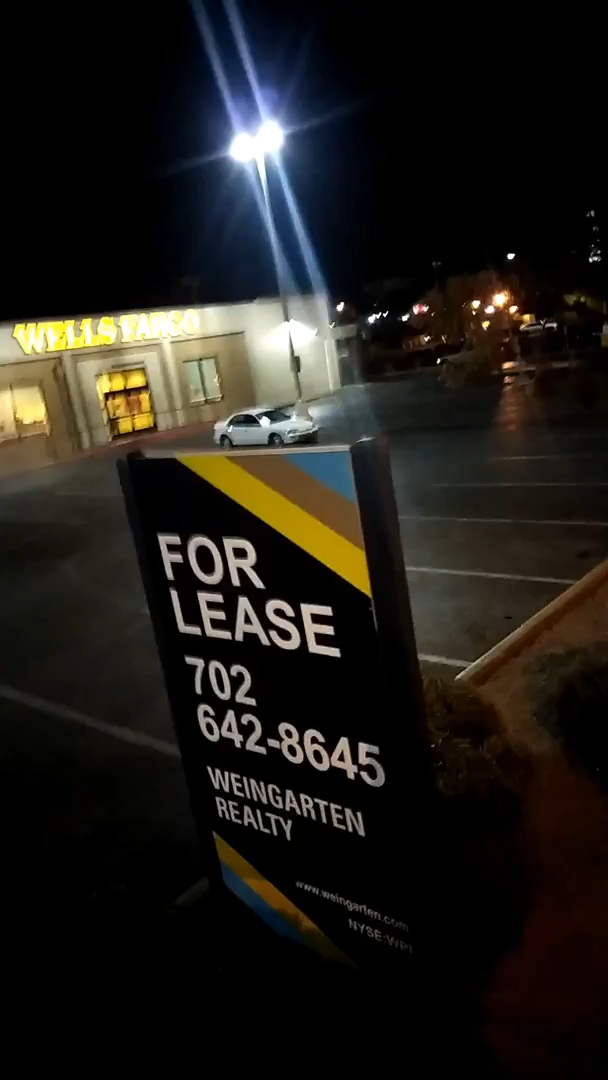 WELLS FARGO
FOR
LEASE
702
642-8645
WEINGARTEN
REALTY
www.weingarten.com
NYSE:WRI